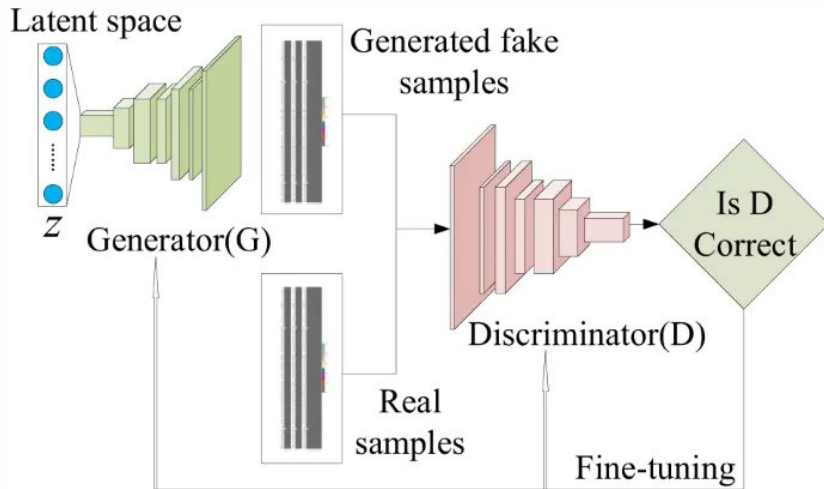 Latent space
z
Generator(G)
Generated fake
samples
Real
samples
Discriminator(D)
Is D
Correct
Fine-tuning